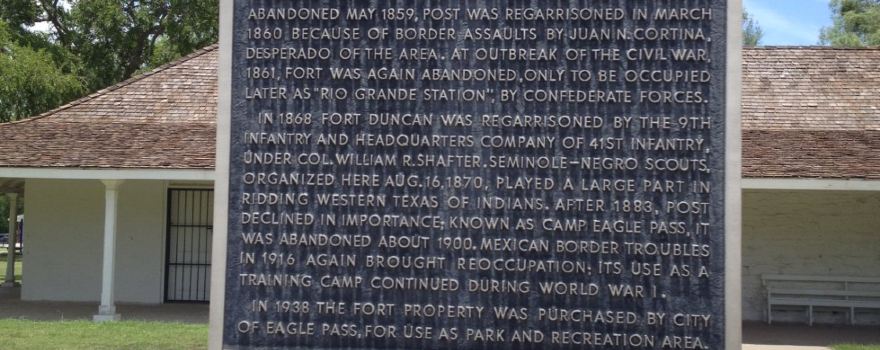 ABANDONED MAY 1859, POST WAS REGARRISONED IN MARCH
1860 BECAUSE OF BORDER ASSAULTS BY JUAN N. CORTINA,
DESPERADO OF THE AREA. AT OUTBREAK OF THE CIVIL WAR,
1861, FORT WAS AGAIN ABANDONED, ONLY TO BE OCCUPIED
LATER AS "RIO GRANDE STATION", BY CONFEDERATE FORCES.
IN 1868 FORT DUNCAN WAS REGARRISONED BY THE 9TH
INFANTRY AND HEADQUARTERS COMPANY OF 41ST INFANTRY,
UNDER COL. WILLIAM R. SHAFTER. SEMINOLE-NEGRO SCOUTS,
ORGANIZED HERE AUG. 16, 1870, PLAYED A LARGE PART IN
RIDDING WESTERN TEXAS OF INDIANS. AFTER 1883, POST
DECLINED IN IMPORTANCE; KNOWN AS CAMP EAGLE PASS, IT
WAS ABANDONED ABOUT 1900. MEXICAN BORDER TROUBLES
IN 1916 AGAIN BROUGHT REOCCUPATION; ITS USE AS A
TRAINING CAMP CONTINUED DURING WORLD WAR I.
IN 1938 THE FORT PROPERTY WAS PURCHASED BY CITY
OF EAGLE PASS, FOR USE AS PARK AND RECREATION AREA.